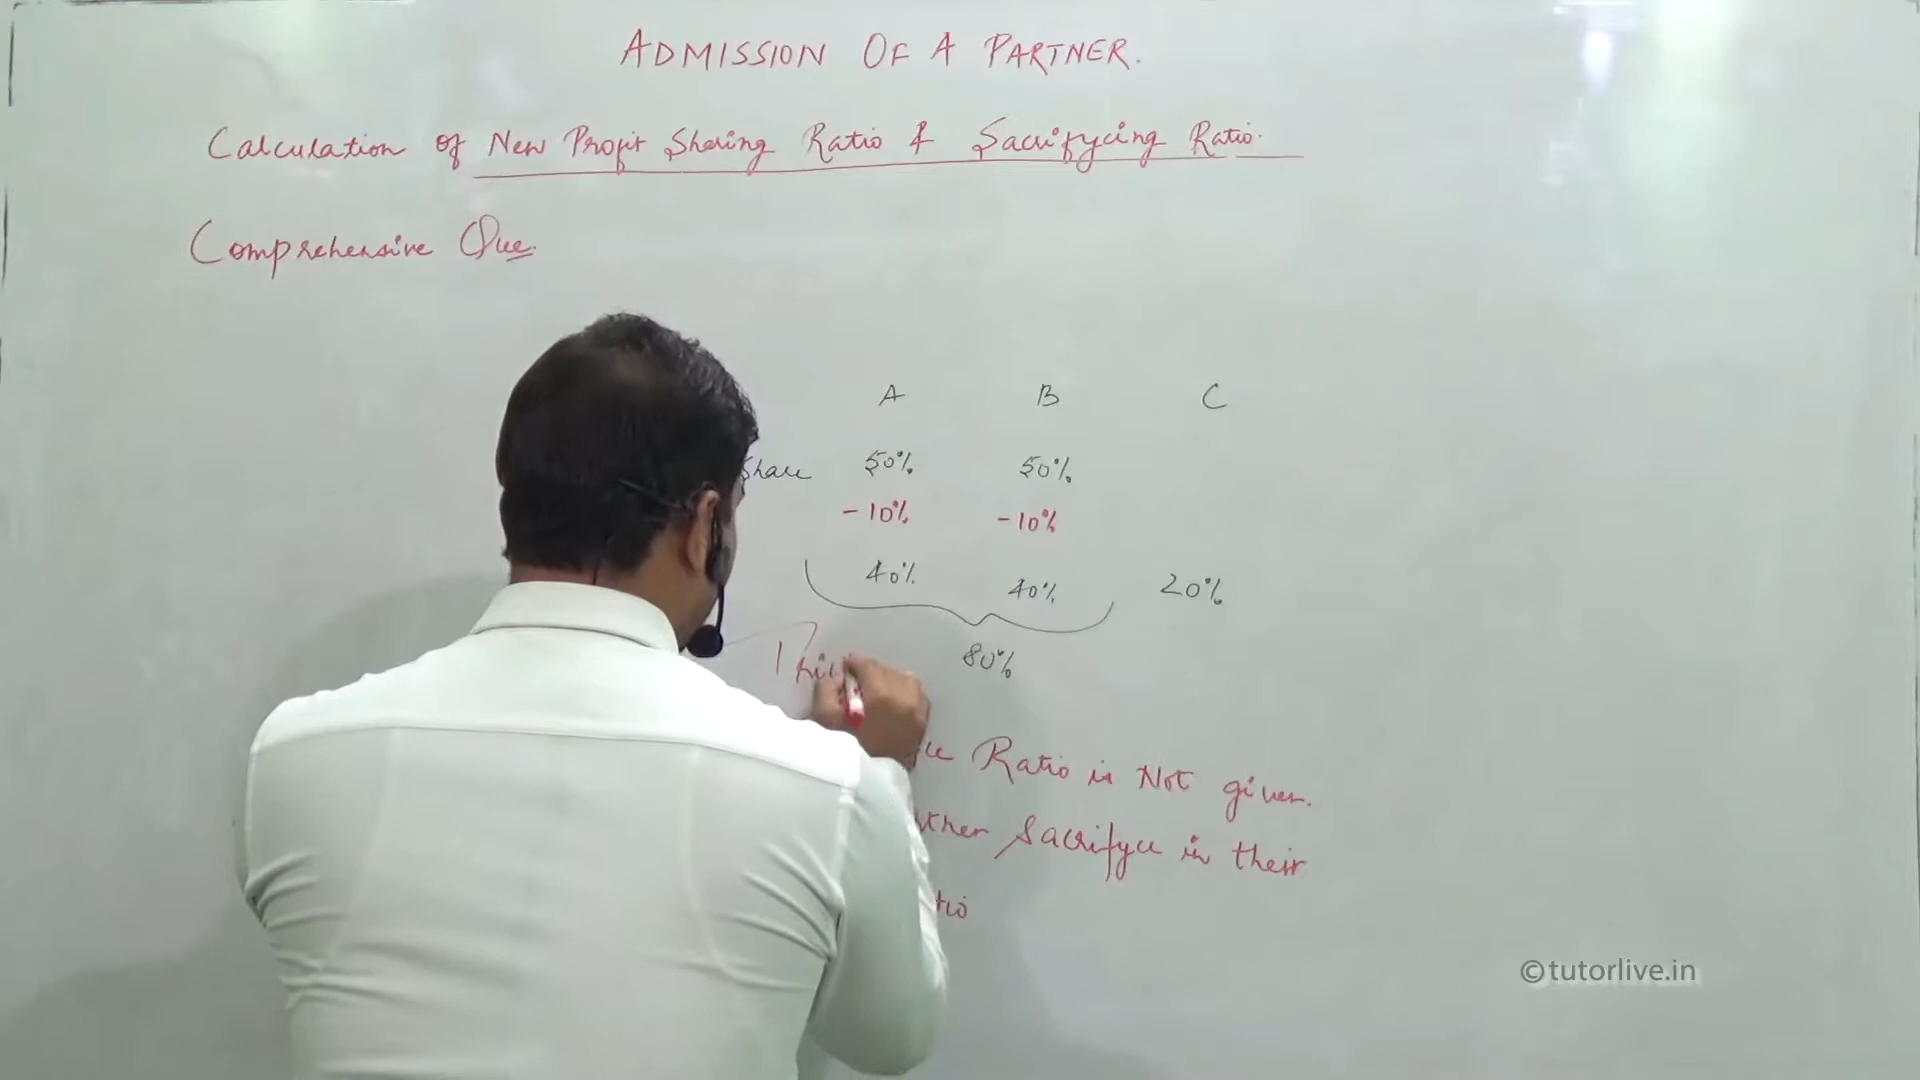 ADMISSION OF A PARTNER.
Calculation of New Profit Sharing Ratio & Sacrifycing Ratio.
Comprehensive Que.
A B C
Share 50% 50%
-10% -10%
40% 40% 20%
80%
Ratio is Not given.
Sacrifyce in their
©tutorlive.in